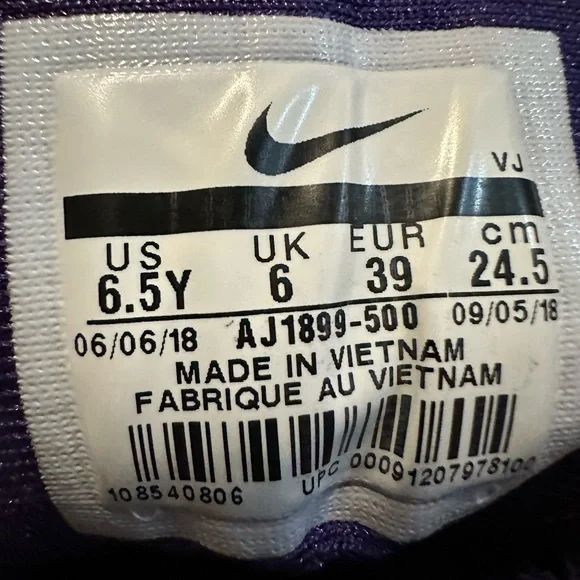 VJ
US UK EUR cm
6.5Y 6 39 24.5
06/06/18 AJ1899-500 09/05/18
MADE IN VIETNAM
FABRIQUE AU VIETNAM
108540806 UPC 00091207978100